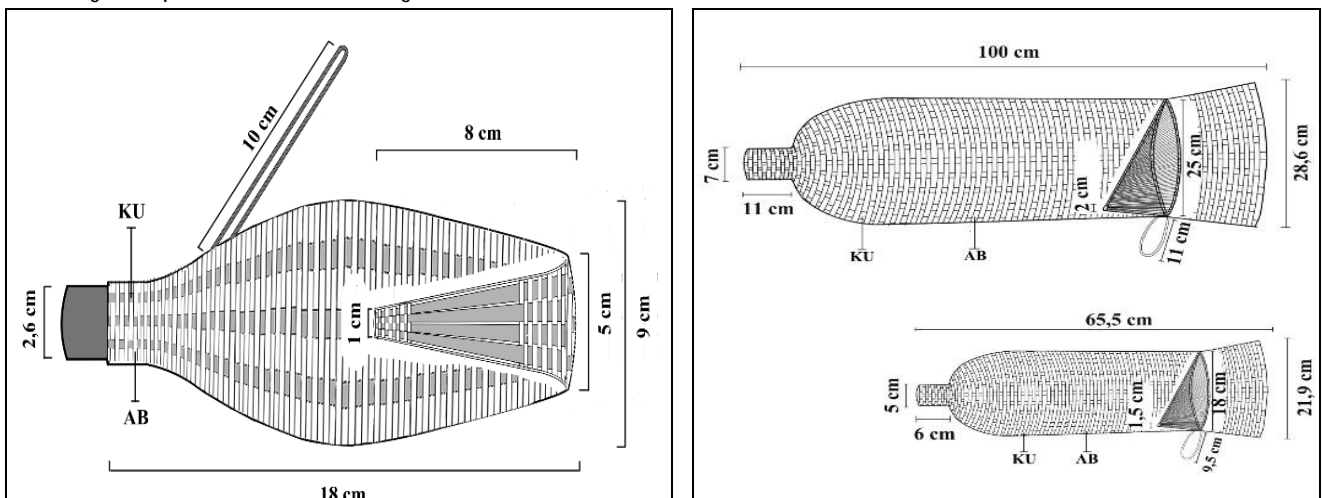 10 cm
8 cm
KU
2,6 cm
1 cm
5 cm
9 cm
AB
18 cm
100 cm
7 cm
11 cm
2 cm
25 cm
28,6 cm
11 cm
KU
AB
65,5 cm
5 cm
6 cm
1,5 cm
18 cm
21,9 cm
9,5 cm
KU
AB